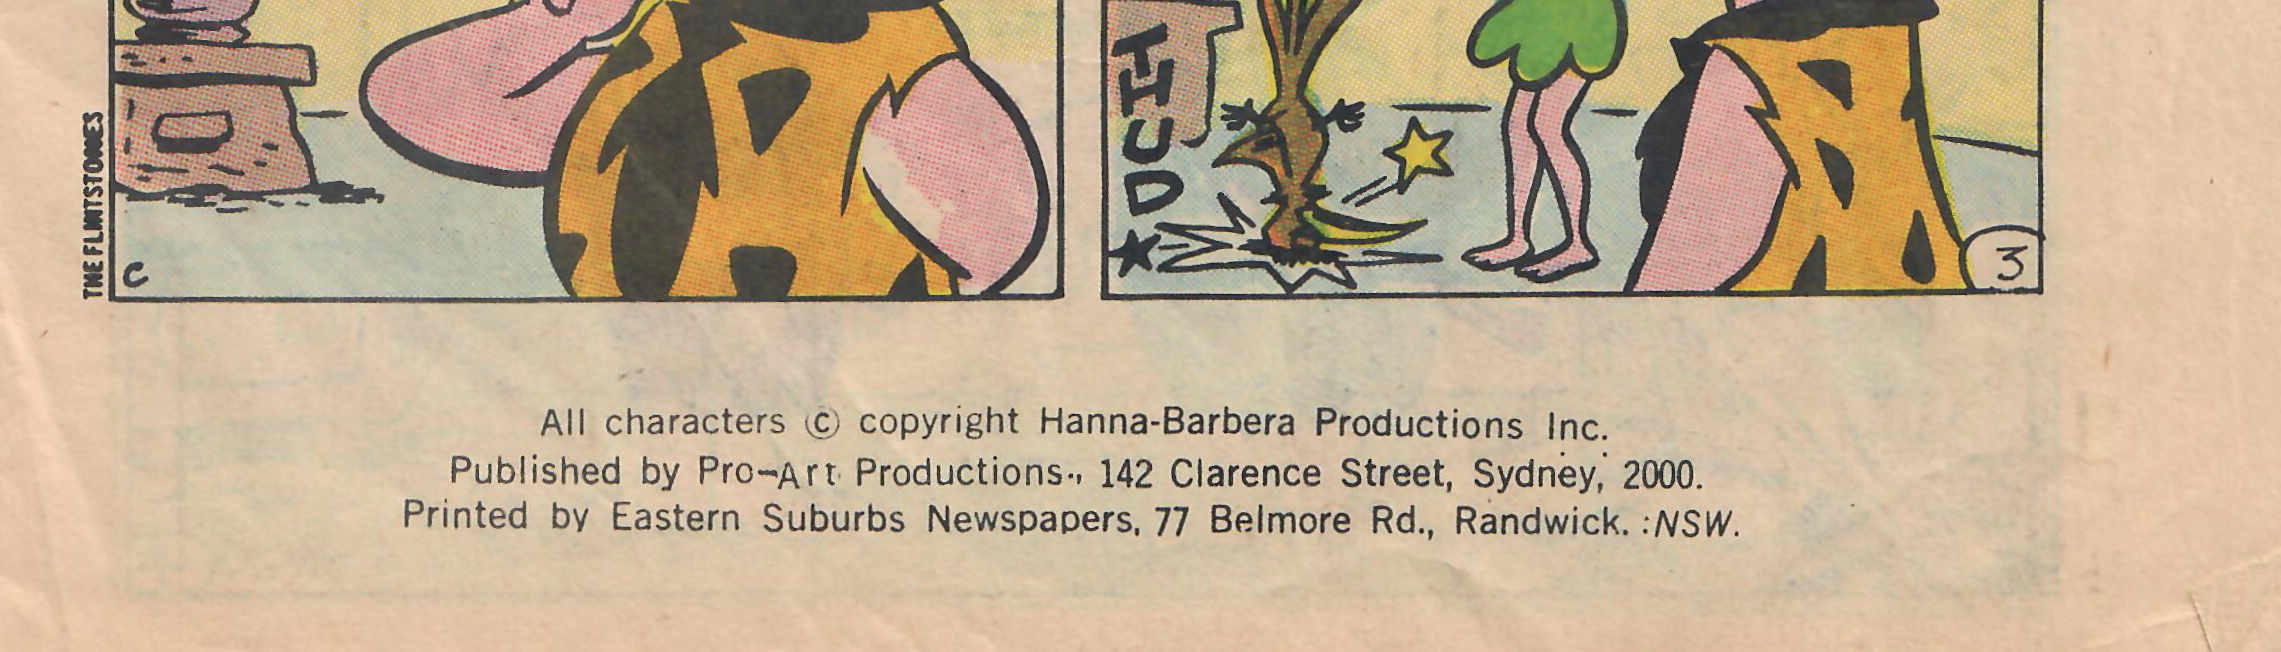 THE FLINTSTONES
C
THUD
3
All characters © copyright Hanna-Barbera Productions Inc.
Published by Pro-Art Productions., 142 Clarence Street, Sydney, 2000.
Printed by Eastern Suburbs Newspapers, 77 Belmore Rd., Randwick. :NSW.